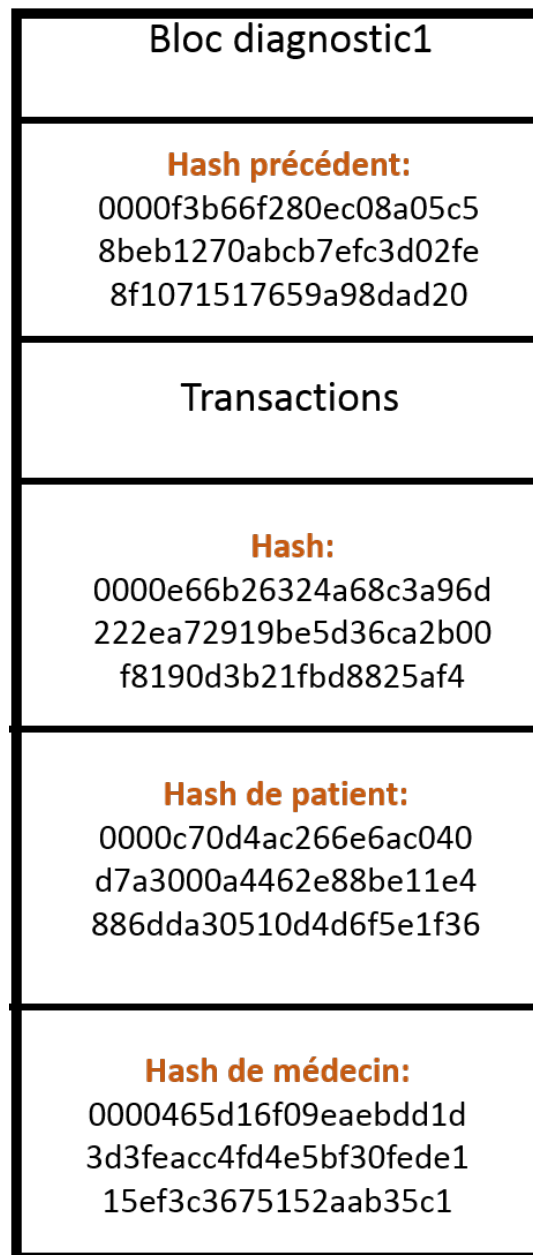 Bloc diagnostic1
Hash précédent:
0000f3b66f280ec08a05c5
8beb1270abcb7efc3d02fe
8f1071517659a98dad20
Transactions
Hash:
0000e66b26324a68c3a96d
222ea72919be5d36ca2b00
f8190d3b21fbd8825af4
Hash de patient:
0000c70d4ac266e6ac040
d7a3000a4462e88be11e4
886dda30510d4d6f5e1f36
Hash de médecin:
0000465d16f09eaebdd1d
3d3feacc4fd4e5bf30fede1
15ef3c3675152aab35c1